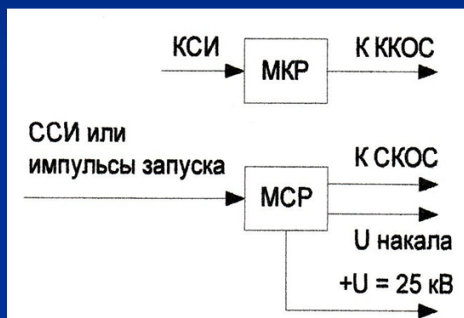 КСИ
МКР
К ККОС
ССИ или
импульсы запуска
МСР
К СКОС
U накала
+U = 25 кВ